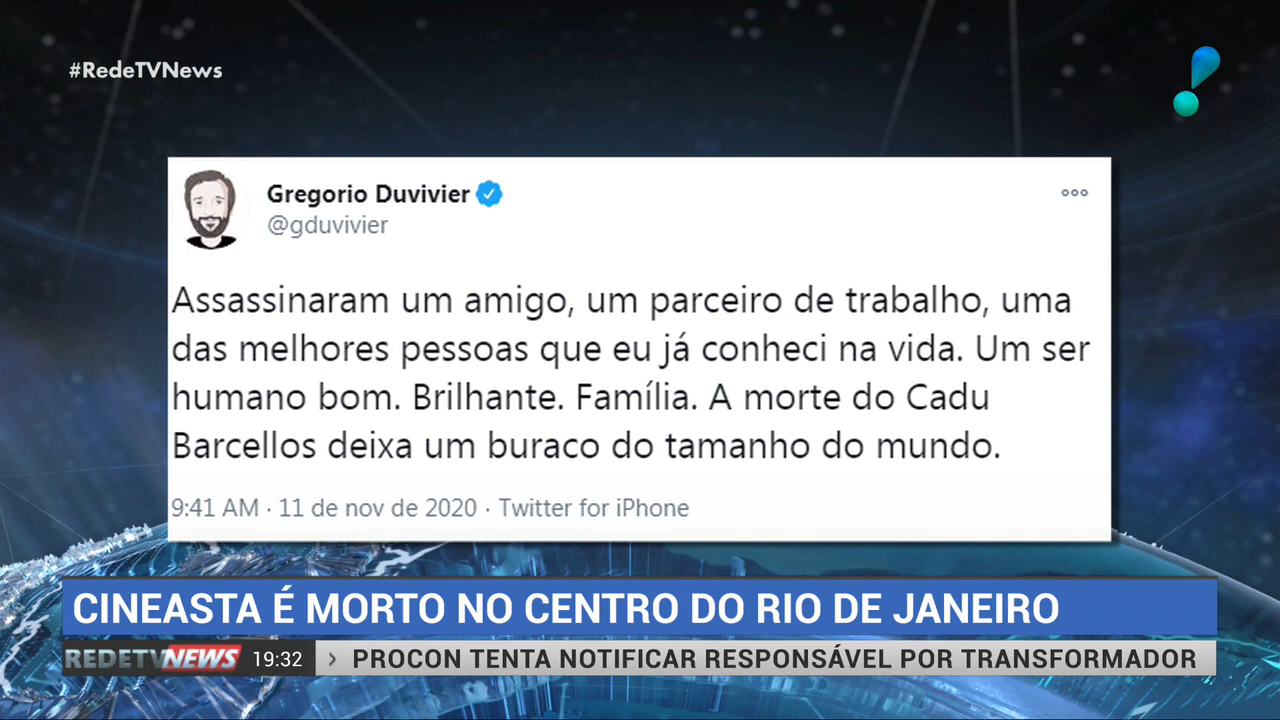 #RedeTVNews
Gregorio Duvivier
@gduvivier
Assassinaram um amigo, um parceiro de trabalho, uma
das melhores pessoas que eu já conheci na vida. Um ser
humano bom. Brilhante. Família. A morte do Cadu
Barcellos deixa um buraco do tamanho do mundo.
9:41 AM · 11 de nov de 2020 · Twitter for iPhone
CINEASTA É MORTO NO CENTRO DO RIO DE JANEIRO
REDETVNEWS 19:32 › PROCON TENTA NOTIFICAR RESPONSÁVEL POR TRANSFORMADOR